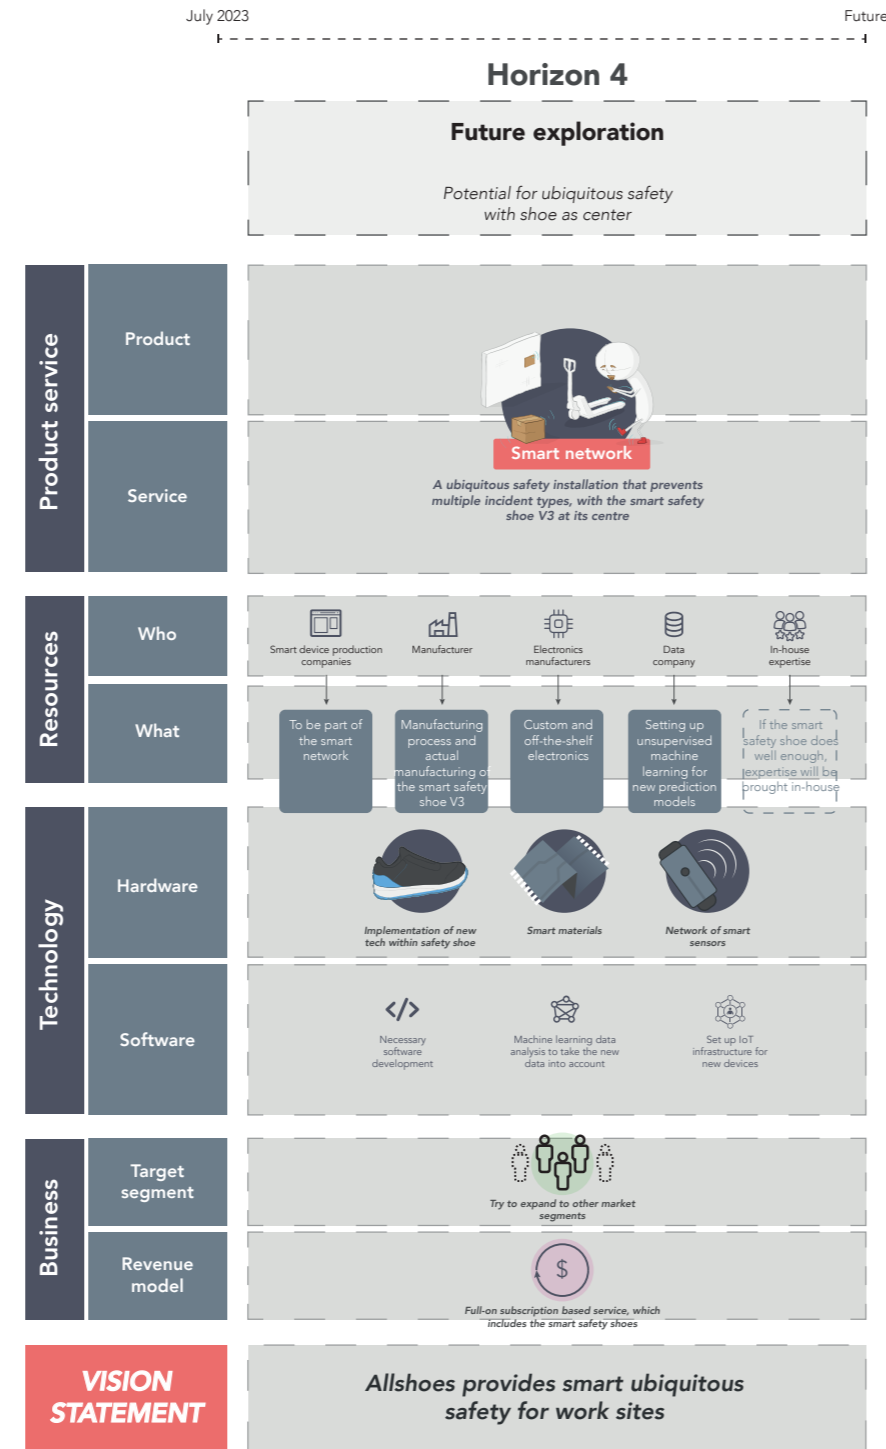 July 2023
Future
Horizon 4
Future exploration
Potential for ubiquitous safety
with shoe as center
Product service
Product
Service
Smart network
A ubiquitous safety installation that prevents
multiple incident types, with the smart safety
shoe V3 at its centre
Resources
Who
Smart device production
companies
Manufacturer
Electronics
manufacturers
Data
company
In-house
expertise
What
To be part of
the smart
network
Manufacturing
process and
actual
manufacturing of
the smart safety
shoe V3
Custom and
off-the-shelf
electronics
Setting up
unsupervised
machine
learning for
new prediction
models
If the smart
safety shoe does
well enough,
expertise will be
brought in-house
Technology
Hardware
Implementation of new
tech within safety shoe
Smart materials
Network of smart
sensors
Software
</>
Necessary
software
development
Machine learning data
analysis to take the new
data into account
Set up IoT
infrastructure for
new devices
Business
Target
segment
Try to expand to other market
segments
Revenue
model
$
Full-on subscription based service, which
includes the smart safety shoes
VISION
STATEMENT
Allshoes provides smart ubiquitous
safety for work sites